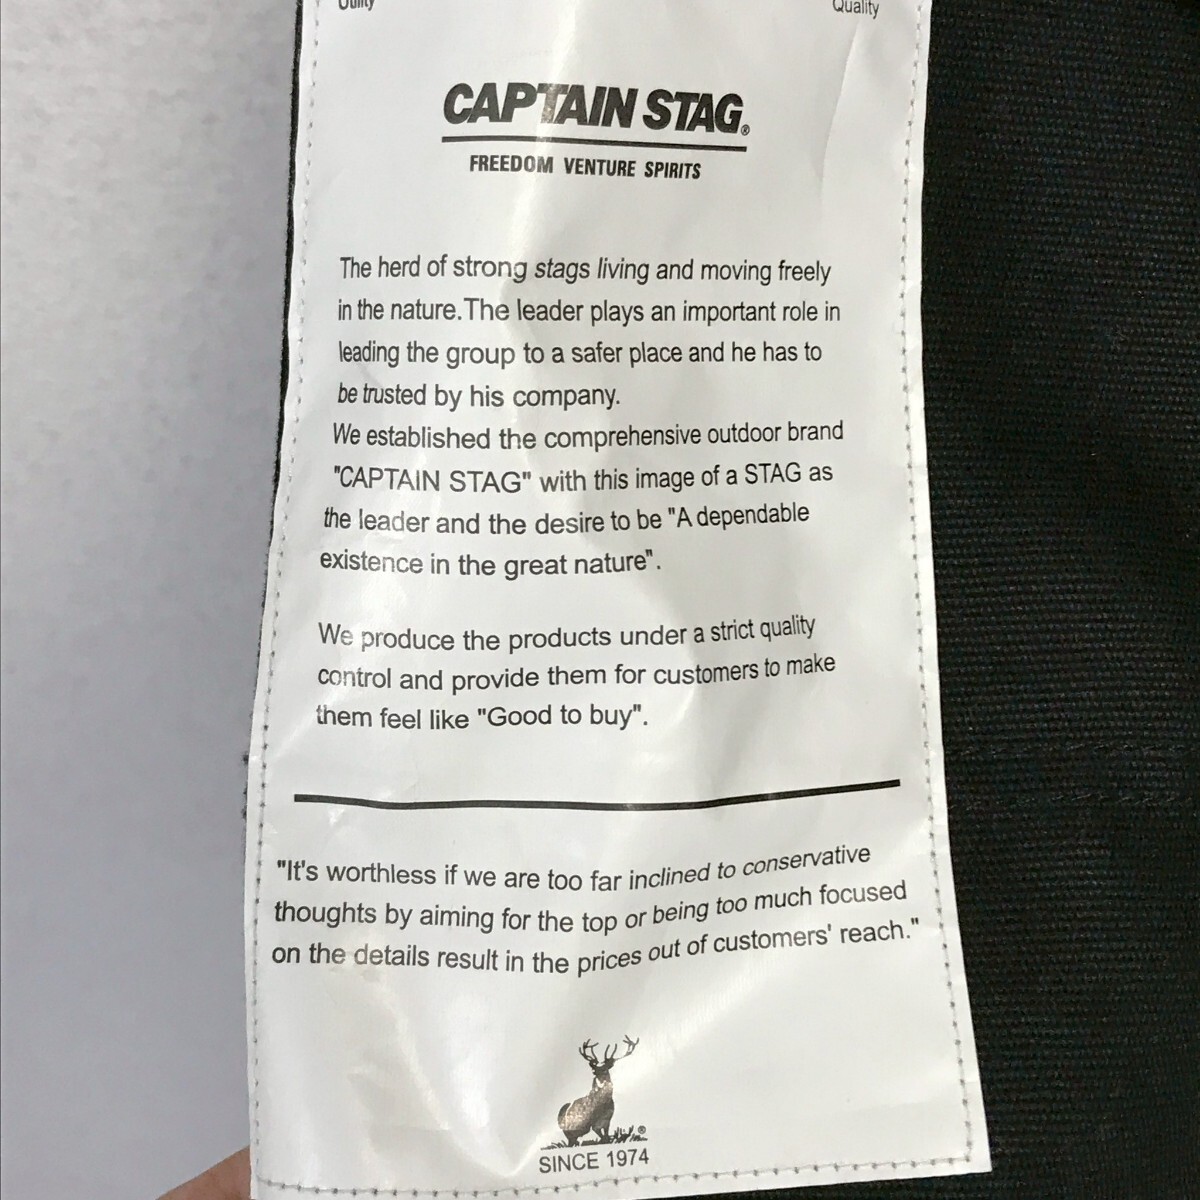 Quality
CAPTAIN STAG®
FREEDOM VENTURE SPIRITS
The herd of strong stags living and moving freely
in the nature. The leader plays an important role in
leading the group to a safer place and he has to
be trusted by his company.
We established the comprehensive outdoor brand
"CAPTAIN STAG" with this image of a STAG as
the leader and the desire to be "A dependable
existence in the great nature".
We produce the products under a strict quality
control and provide them for customers to make
them feel like "Good to buy".
"It's worthless if we are too far inclined to conservative
thoughts by aiming for the top or being too much focused
on the details result in the prices out of customers' reach."
®
SINCE 1974